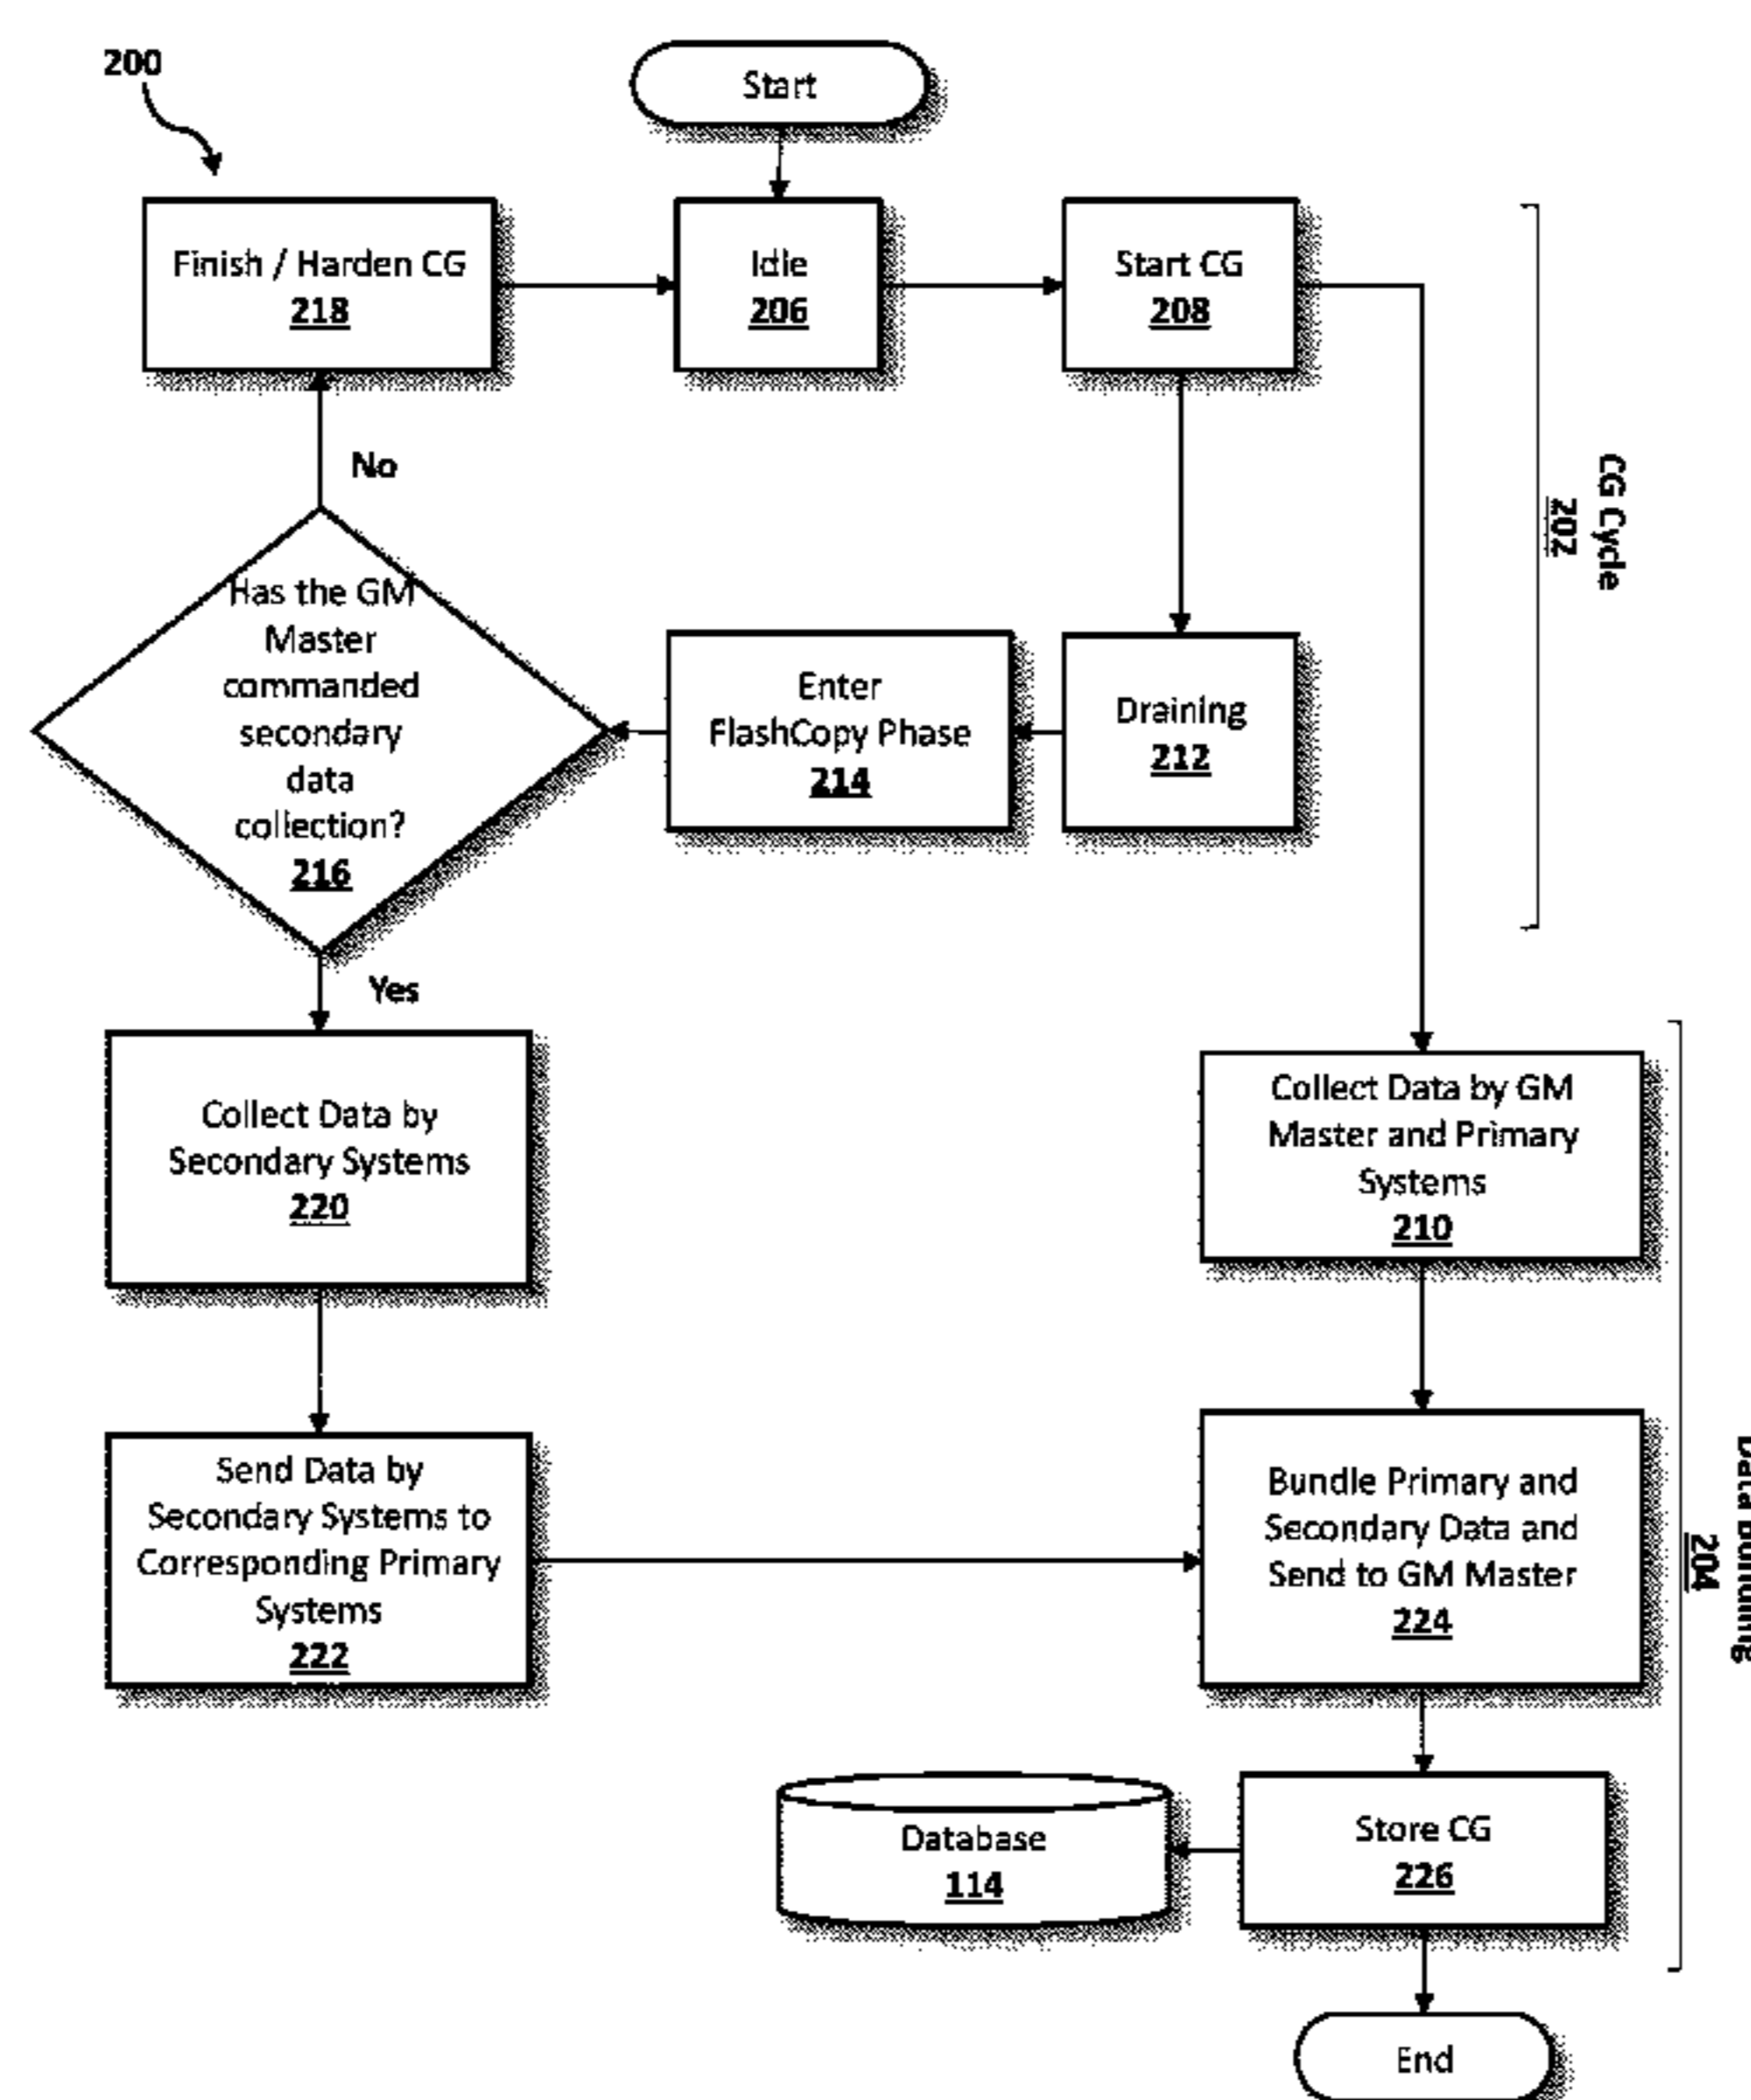 200
Start
Finish / Harden CG
218
Idle
206
Start CG
208
No
CG Cycle
202
Has the GM
Master
commanded
secondary
data
collection?
216
Enter
FlashCopy Phase
214
Draining
212
Yes
Collect Data by
Secondary Systems
220
Collect Data by GM
Master and Primary
Systems
210
Send Data by
Secondary Systems to
Corresponding Primary
Systems
222
Bundle Primary and
Secondary Data and
Send to GM Master
224
204
Database
114
Store CG
226
End